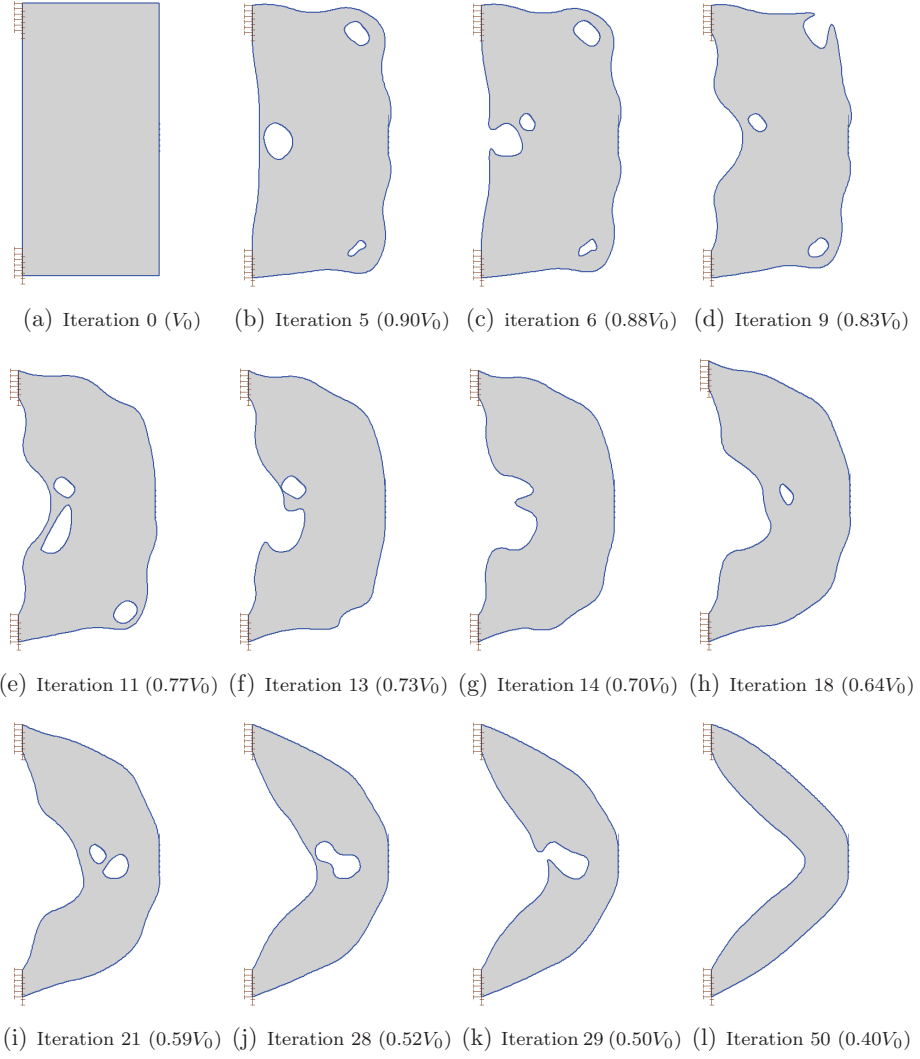 (a) Iteration 0 (V0) (b) Iteration 5 (0.90V0) (c) iteration 6 (0.88V0) (d) Iteration 9 (0.83V0)
(e) Iteration 11 (0.77V0) (f) Iteration 13 (0.73V0) (g) Iteration 14 (0.70V0) (h) Iteration 18 (0.64V0)
(i) Iteration 21 (0.59V0) (j) Iteration 28 (0.52V0) (k) Iteration 29 (0.50V0) (l) Iteration 50 (0.40V0)